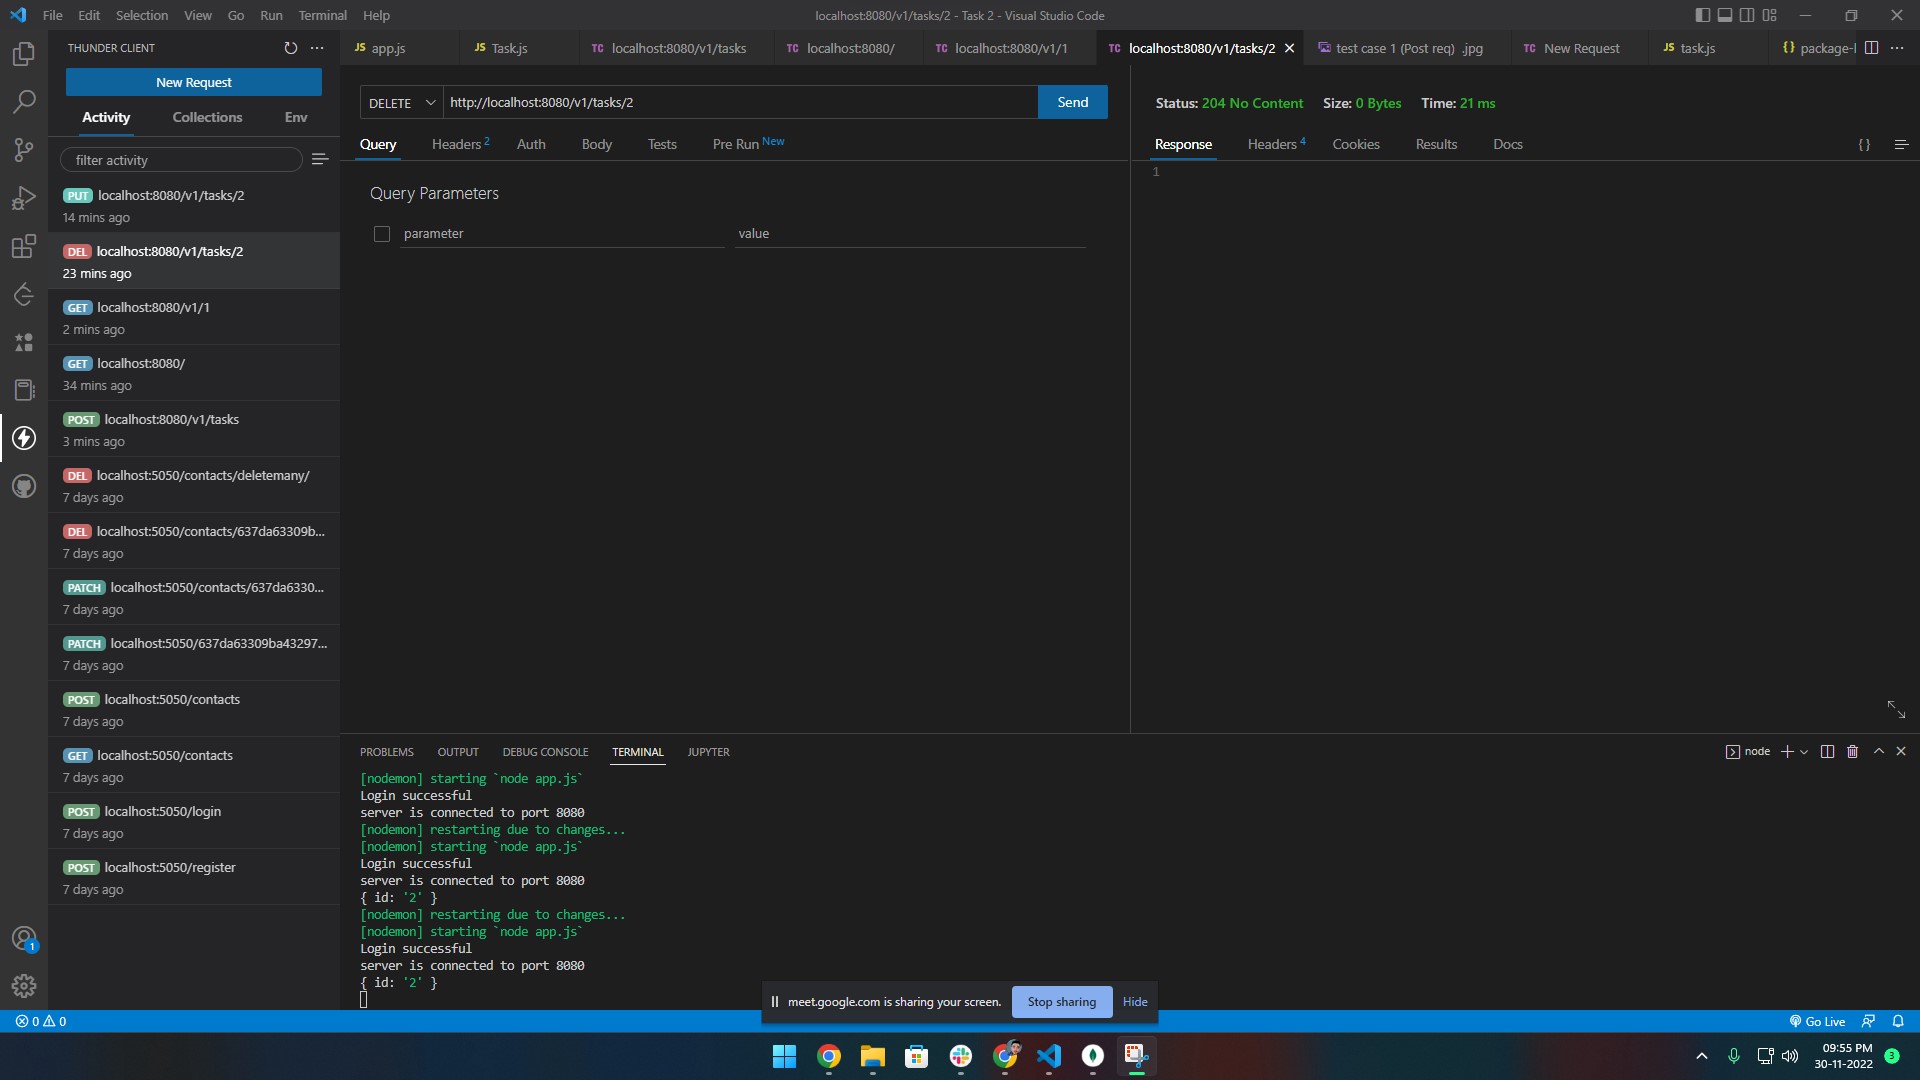 File Edit Selection View Go Run Terminal Help
localhost:8080/v1/tasks/2 - Task 2 - Visual Studio Code
THUNDER CLIENT
JS app.js
JS Task.js
TC localhost:8080/v1/tasks
TC localhost:8080/
TC localhost:8080/v1/1
TC localhost:8080/v1/tasks/2
test case 1 (Post req) .jpg
TC New Request
JS task.js
{} package-l
New Request
Activity Collections Env
filter activity
PUT localhost:8080/v1/tasks/2
14 mins ago
DEL localhost:8080/v1/tasks/2
23 mins ago
GET localhost:8080/v1/1
2 mins ago
GET localhost:8080/
34 mins ago
POST localhost:8080/v1/tasks
3 mins ago
DEL localhost:5050/contacts/deletemany/
7 days ago
DEL localhost:5050/contacts/637da63309b...
7 days ago
PATCH localhost:5050/contacts/637da6330...
7 days ago
PATCH localhost:5050/637da63309ba43297...
7 days ago
POST localhost:5050/contacts
7 days ago
GET localhost:5050/contacts
7 days ago
POST localhost:5050/login
7 days ago
POST localhost:5050/register
7 days ago
DELETE http://localhost:8080/v1/tasks/2 Send
Query Headers 2 Auth Body Tests Pre Run New
Query Parameters
parameter value
Status: 204 No Content Size: 0 Bytes Time: 21 ms
Response Headers 4 Cookies Results Docs
{ }
1
PROBLEMS OUTPUT DEBUG CONSOLE TERMINAL JUPYTER
node
[nodemon] starting `node app.js`
Login successful
server is connected to port 8080
[nodemon] restarting due to changes...
[nodemon] starting `node app.js`
Login successful
server is connected to port 8080
{ id: '2' }
[nodemon] restarting due to changes...
[nodemon] starting `node app.js`
Login successful
server is connected to port 8080
{ id: '2' }
meet.google.com is sharing your screen. Stop sharing Hide
1
0 0
Go Live
09:55 PM
30-11-2022
3